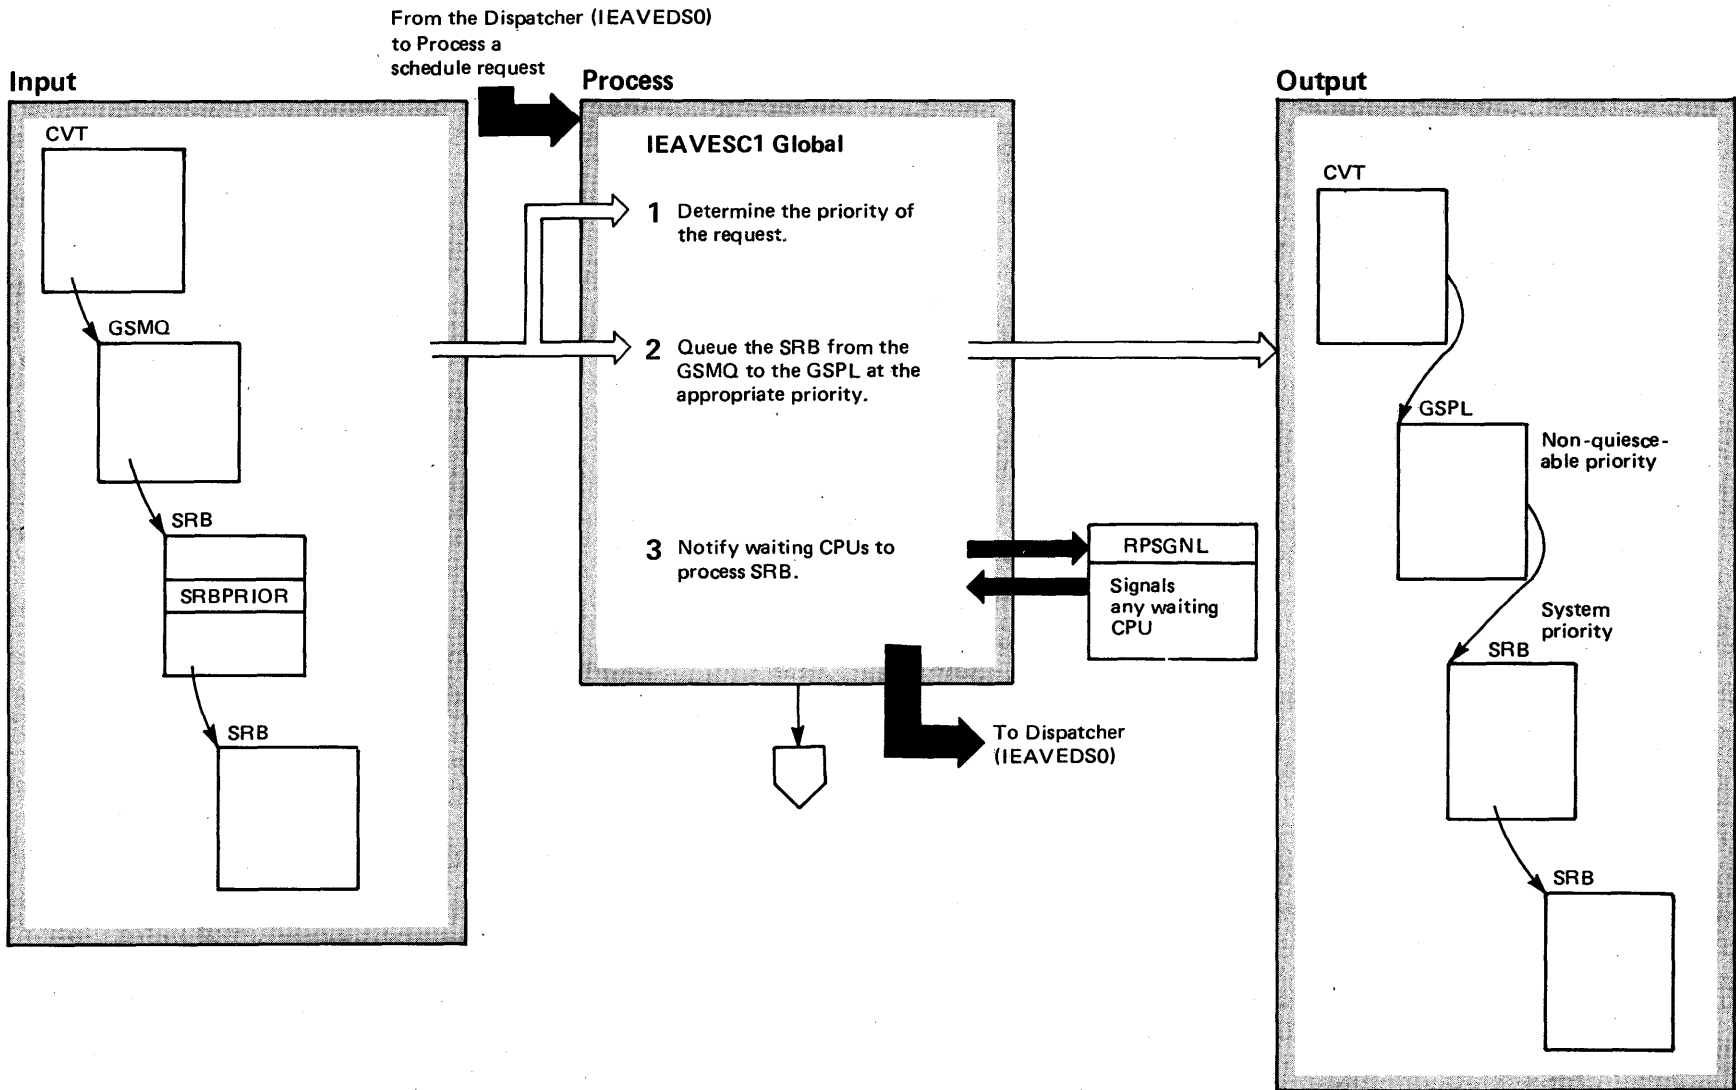 From the Dispatcher (IEAVEDS0)
to Process a
schedule request
Input
CVT
GSMQ
SRB
SRBPRIOR
SRB
Process
IEAVESC1 Global
1 Determine the priority of
the request.
2 Queue the SRB from the
GSMQ to the GSPL at the
appropriate priority.
3 Notify waiting CPUs to
process SRB.
RPSGNL
Signals
any waiting
CPU
To Dispatcher
(IEAVEDS0)
Output
CVT
GSPL
Non-quiesce-
able priority
System
priority
SRB
SRB